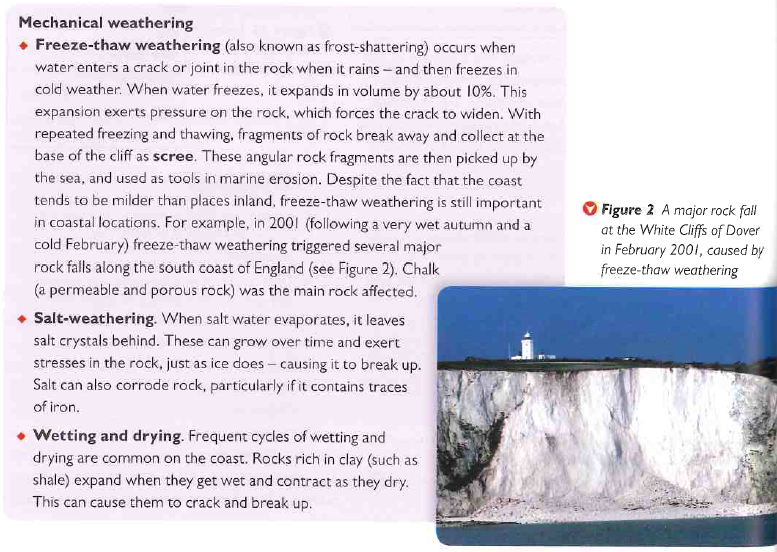 Mechanical weathering
◆ Freeze-thaw weathering (also known as frost-shattering) occurs when
water enters a crack or joint in the rock when it rains – and then freezes in
cold weather. When water freezes, it expands in volume by about 10%. This
expansion exerts pressure on the rock, which forces the crack to widen. With
repeated freezing and thawing, fragments of rock break away and collect at the
base of the cliff as scree. These angular rock fragments are then picked up by
the sea, and used as tools in marine erosion. Despite the fact that the coast
tends to be milder than places inland, freeze-thaw weathering is still important
in coastal locations. For example, in 2001 (following a very wet autumn and a
cold February) freeze-thaw weathering triggered several major
rock falls along the south coast of England (see Figure 2). Chalk
(a permeable and porous rock) was the main rock affected.
◆ Salt-weathering. When salt water evaporates, it leaves
salt crystals behind. These can grow over time and exert
stresses in the rock, just as ice does – causing it to break up.
Salt can also corrode rock, particularly if it contains traces
of iron.
◆ Wetting and drying. Frequent cycles of wetting and
drying are common on the coast. Rocks rich in clay (such as
shale) expand when they get wet and contract as they dry.
This can cause them to crack and break up.
Figure 2 A major rock fall
at the White Cliffs of Dover
in February 2001, caused by
freeze-thaw weathering